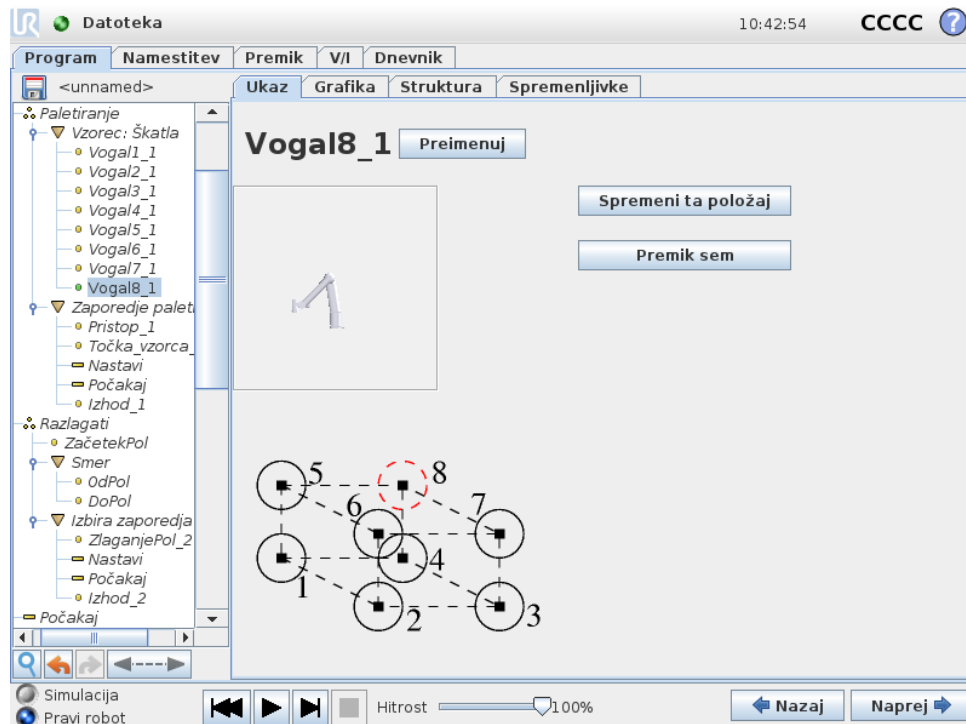 UR Datoteka 10:42:54 CCCC ?
Program Namestitev Premik V/I Dnevnik
<unnamed> Ukaz Grafika Struktura Spremenljivke
Paletiranje
Vzorec: Škatla
Vogal1_1
Vogal2_1
Vogal3_1
Vogal4_1
Vogal5_1
Vogal6_1
Vogal7_1
Vogal8_1
Zaporedje paleti
Pristop_1
Točka_vzorca_
Nastavi
Počakaj
Izhod_1
Razlagati
ZačetekPol
Smer
OdPol
DoPol
Izbira zaporedja
ZlaganjePol_2
Nastavi
Počakaj
Izhod_2
Počakaj
Vogal8_1 Preimenuj
Spremeni ta položaj
Premik sem
5 8
6 7
4
1
2 3
Simulacija
Pravi robot
Hitrost 100%
Nazaj Naprej